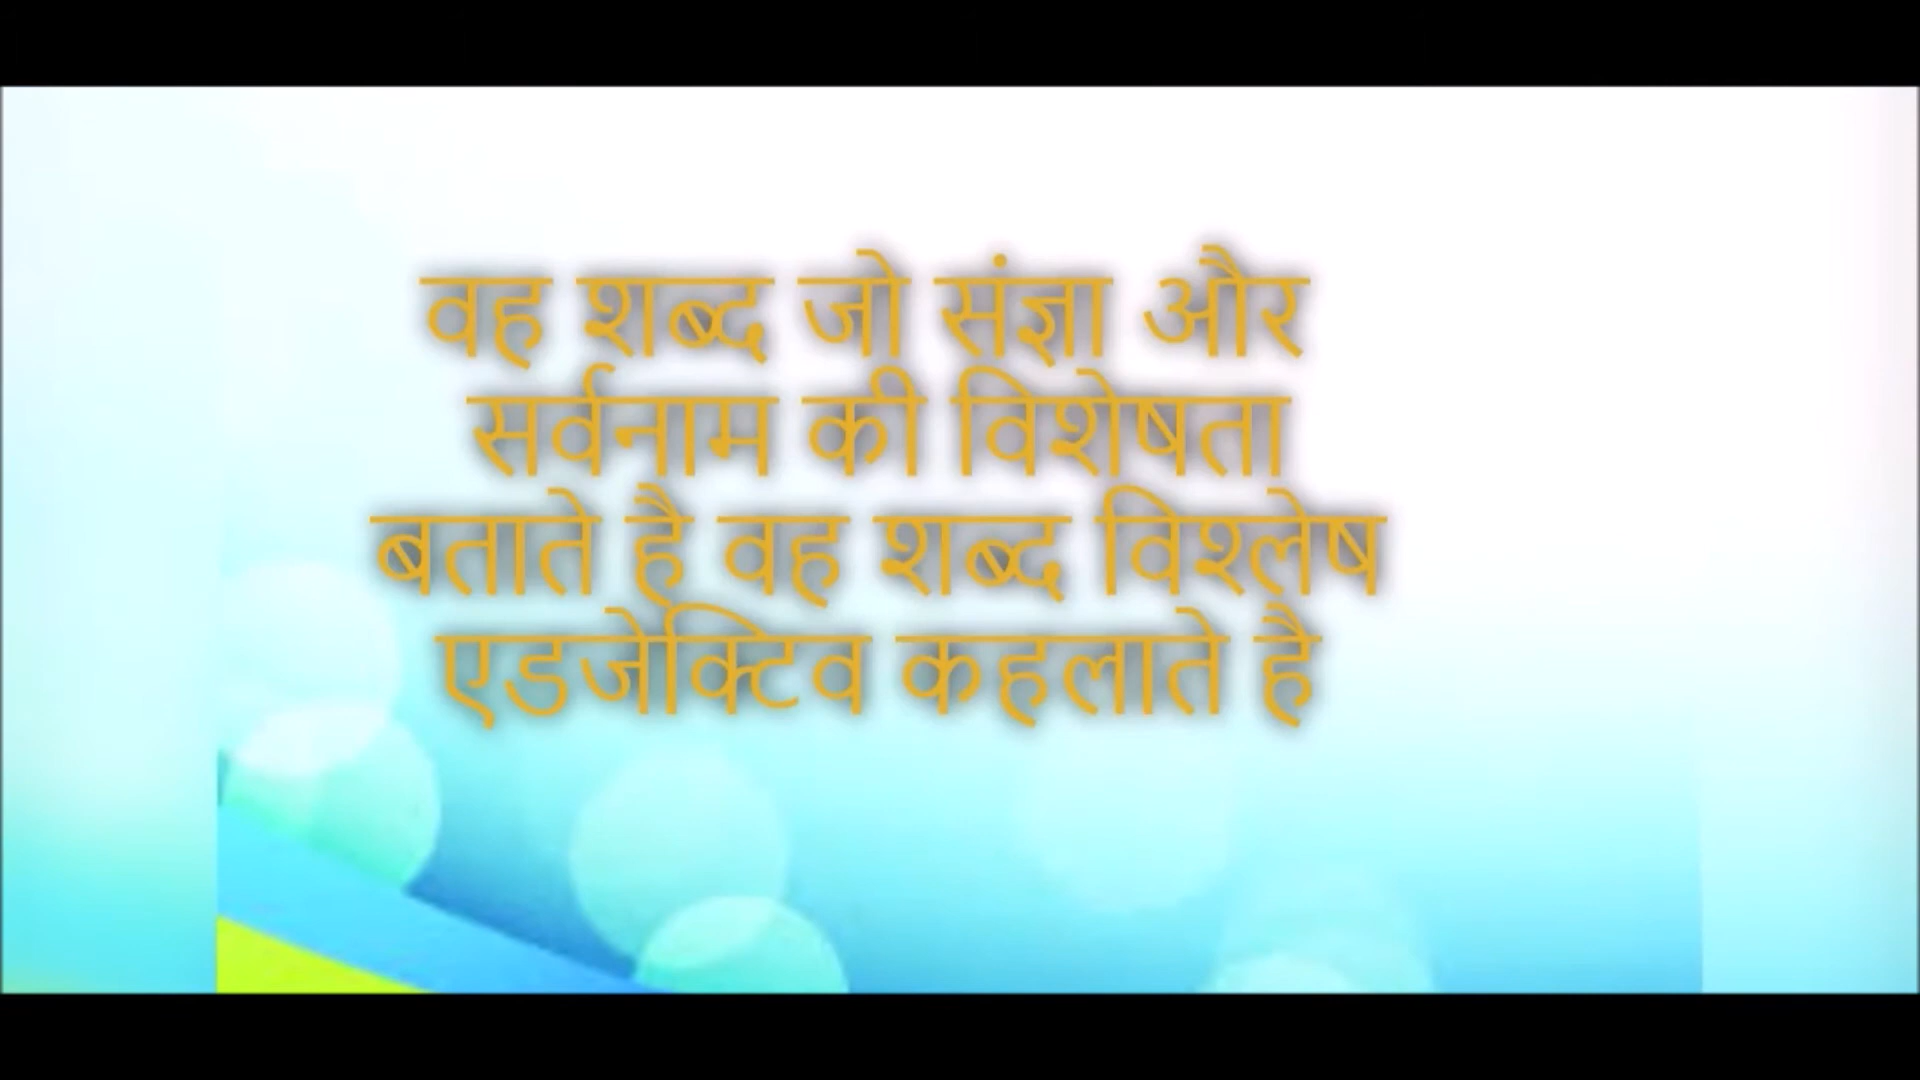 वह शब्द जो संज्ञा और
सर्वनाम की विशेषता
बताते है वह शब्द विश्लेष
एडजेक्टिव कहलाते है